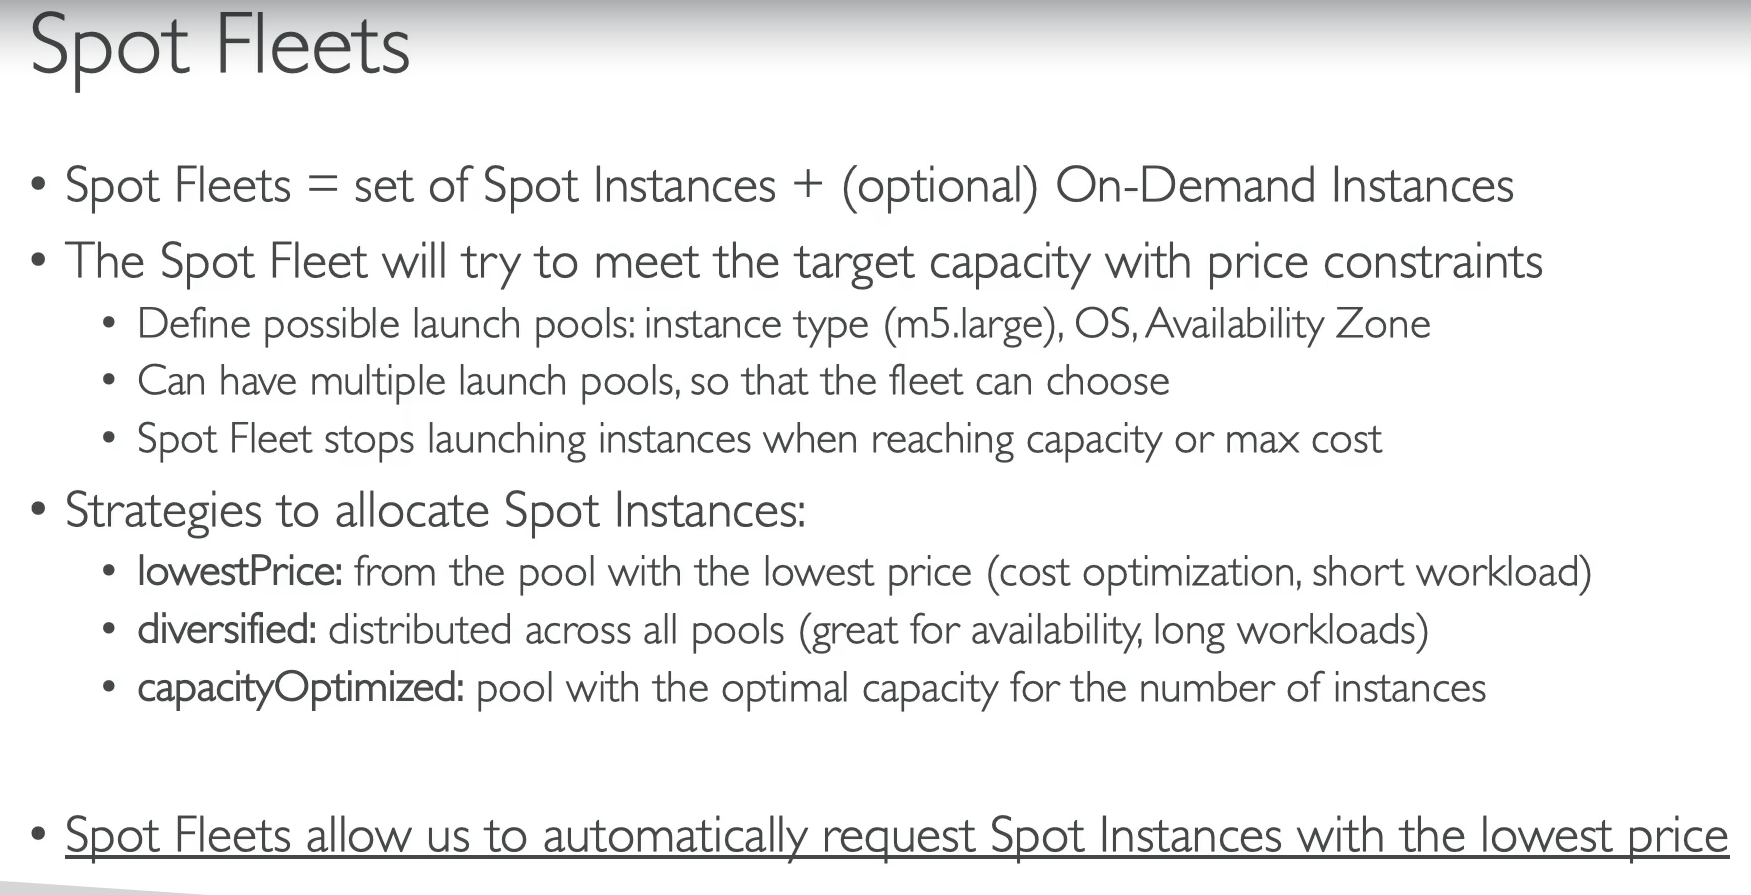 Spot Fleets
• Spot Fleets = set of Spot Instances + (optional) On-Demand Instances
• The Spot Fleet will try to meet the target capacity with price constraints
• Define possible launch pools: instance type (m5.large), OS, Availability Zone
• Can have multiple launch pools, so that the fleet can choose
• Spot Fleet stops launching instances when reaching capacity or max cost
• Strategies to allocate Spot Instances:
• lowestPrice: from the pool with the lowest price (cost optimization, short workload)
• diversified: distributed across all pools (great for availability, long workloads)
• capacityOptimized: pool with the optimal capacity for the number of instances
• Spot Fleets allow us to automatically request Spot Instances with the lowest price